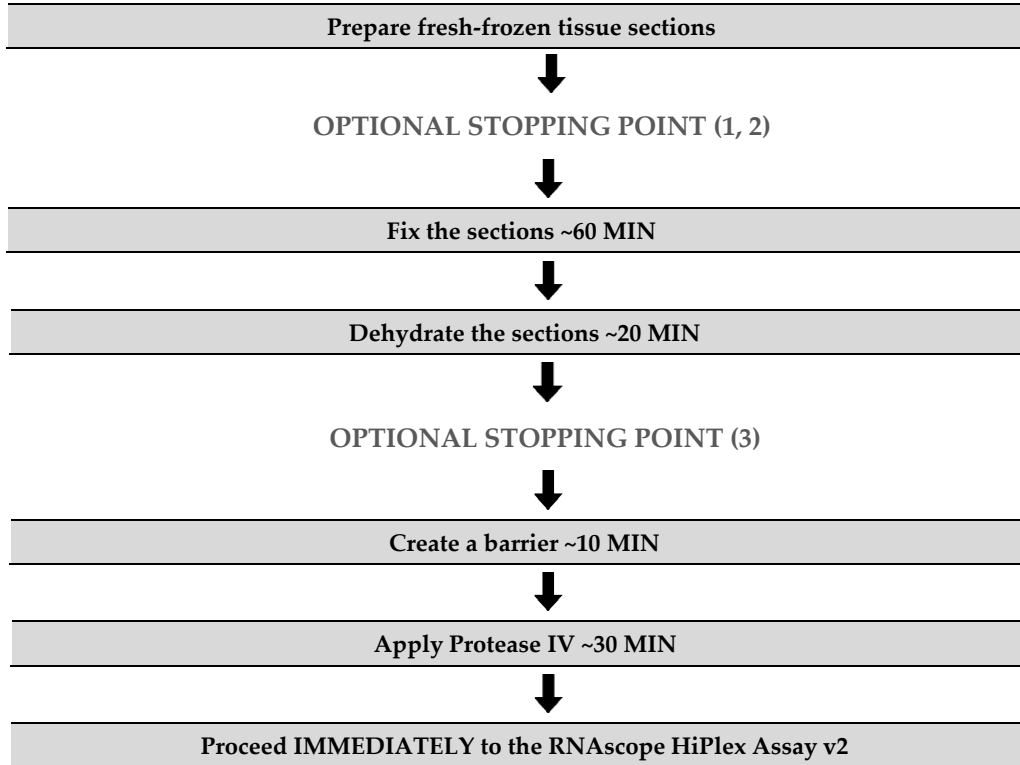 Prepare fresh-frozen tissue sections
OPTIONAL STOPPING POINT (1, 2)
Fix the sections ~60 MIN
Dehydrate the sections ~20 MIN
OPTIONAL STOPPING POINT (3)
Create a barrier ~10 MIN
Apply Protease IV ~30 MIN
Proceed IMMEDIATELY to the RNAscope HiPlex Assay v2